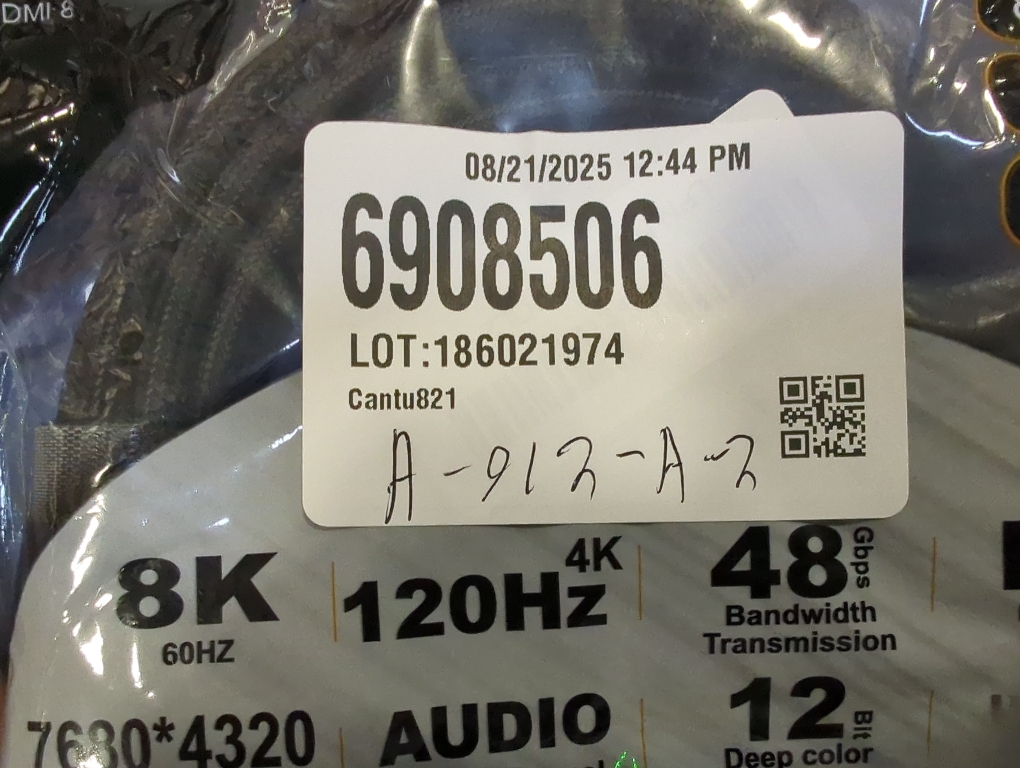 DMI 8
08/21/2025 12:44 PM
6908506
LOT:186021974
Cantu821
A-912-A-2
8K
60HZ
4K
120Hz
48 Gbps
Bandwidth
Transmission
7680*4320
AUDIO
12 Bit
Deep color